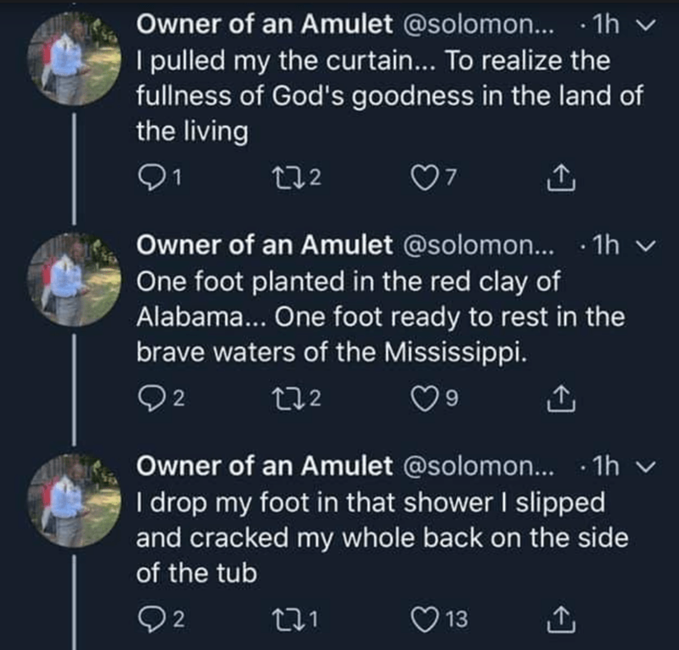 Owner of an Amulet @solomon... · 1h
I pulled my the curtain... To realize the
fullness of God's goodness in the land of
the living
1 2 7
Owner of an Amulet @solomon... · 1h
One foot planted in the red clay of
Alabama... One foot ready to rest in the
brave waters of the Mississippi.
2 2 9
Owner of an Amulet @solomon... · 1h
I drop my foot in that shower I slipped
and cracked my whole back on the side
of the tub
2 1 13